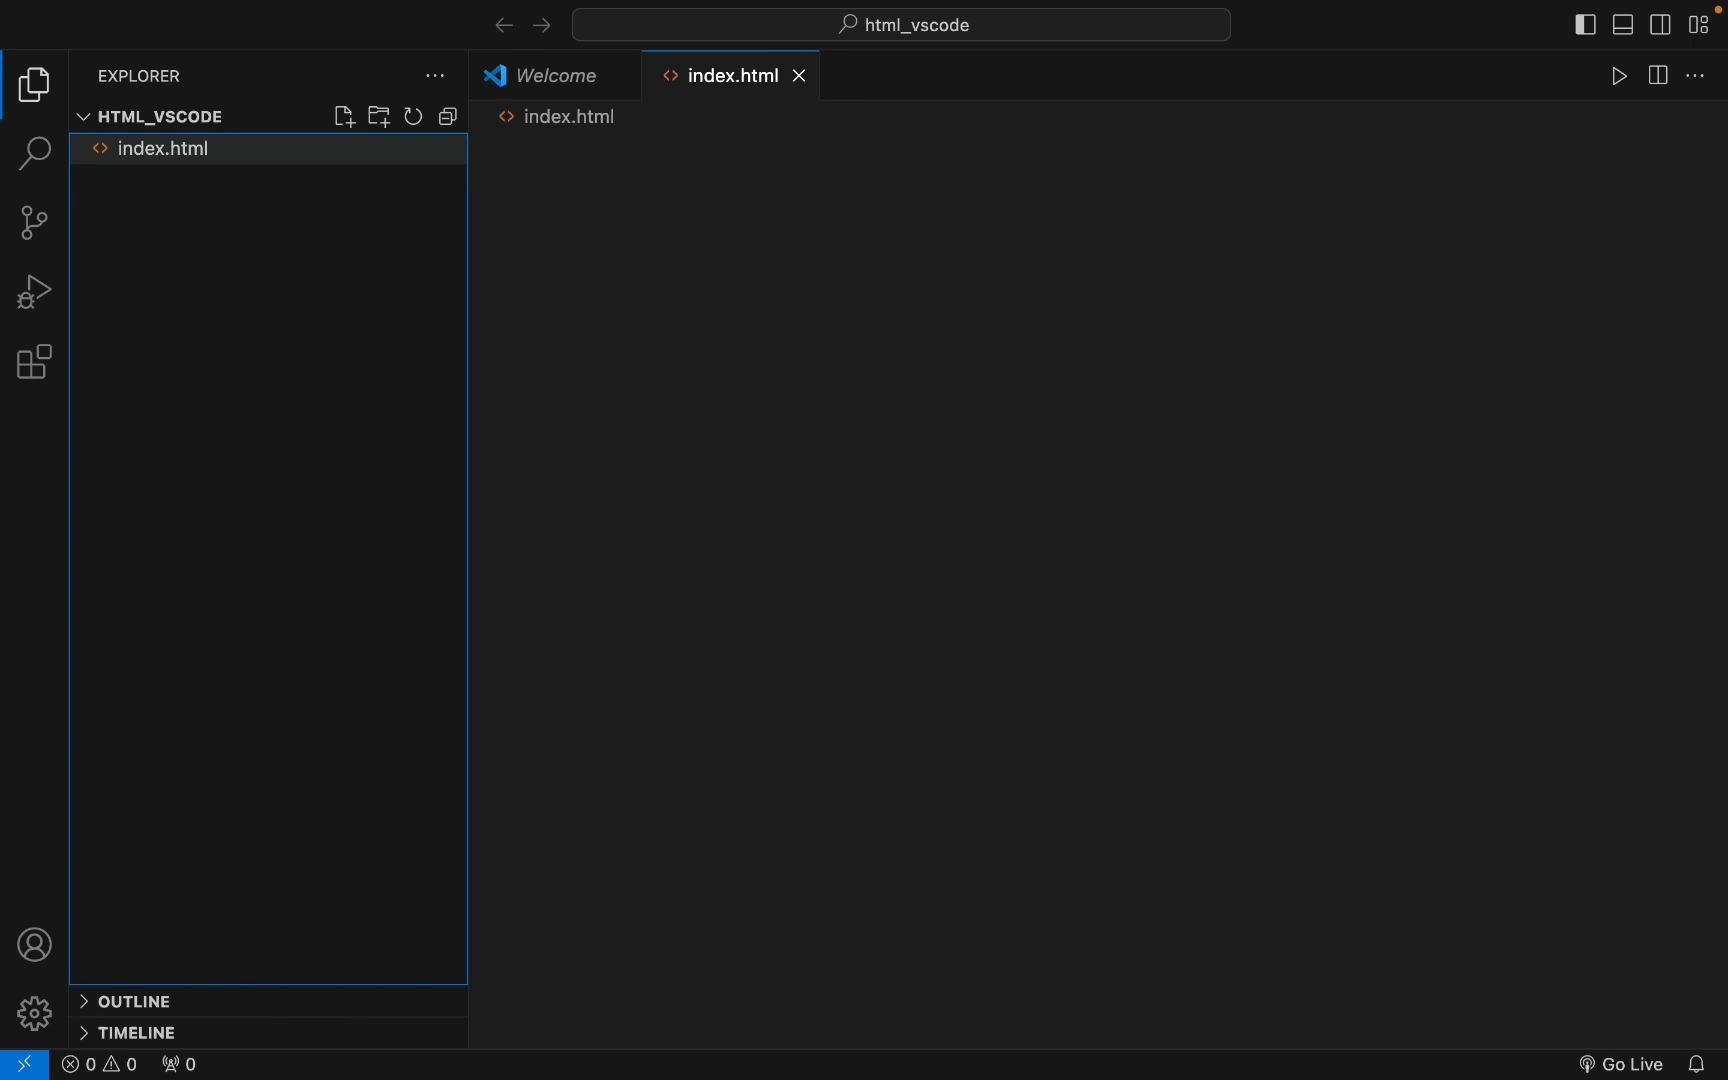 html_vscode
EXPLORER
Welcome
index.html
HTML_VSCODE
index.html
index.html
OUTLINE
TIMELINE
0 0 0
Go Live